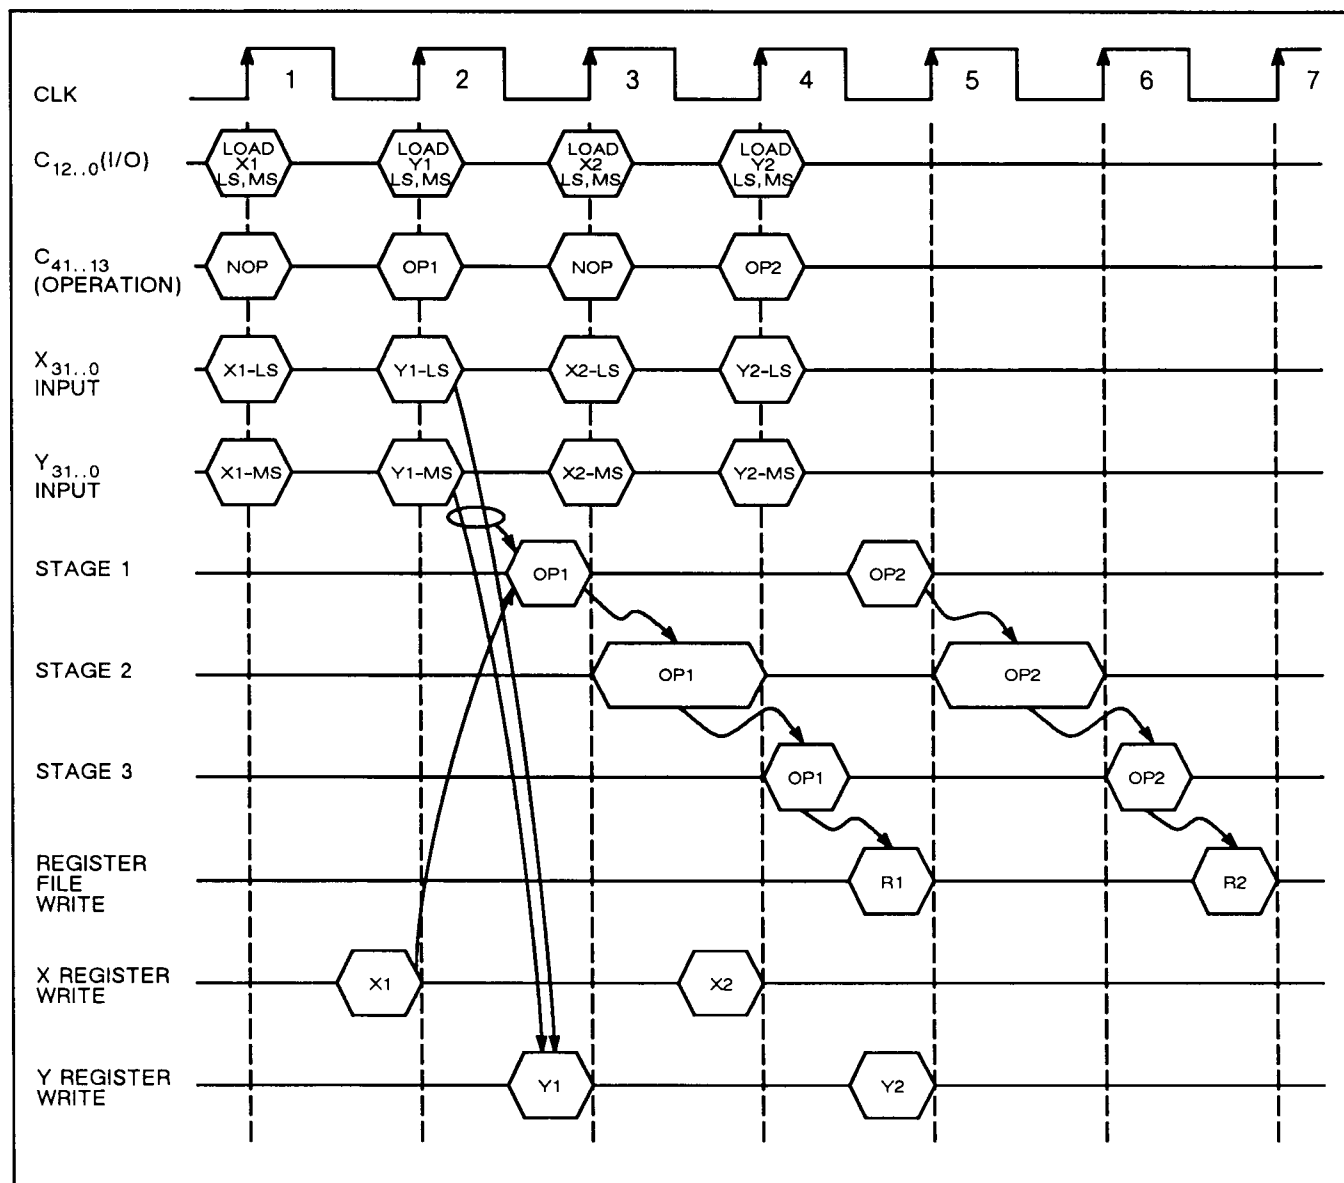 1 2 3 4 5 6 7
CLK
C12..0(I/O)
LOAD X1 LS,MS
LOAD Y1 LS,MS
LOAD X2 LS,MS
LOAD Y2 LS,MS
C41..13
(OPERATION)
NOP OP1 NOP OP2
X31..0
INPUT
X1-LS Y1-LS X2-LS Y2-LS
Y31..0
INPUT
X1-MS Y1-MS X2-MS Y2-MS
STAGE 1
OP1 OP2
STAGE 2
OP1 OP2
STAGE 3
OP1 OP2
REGISTER
FILE
WRITE
R1 R2
X REGISTER
WRITE
X1 X2
Y REGISTER
WRITE
Y1 Y2